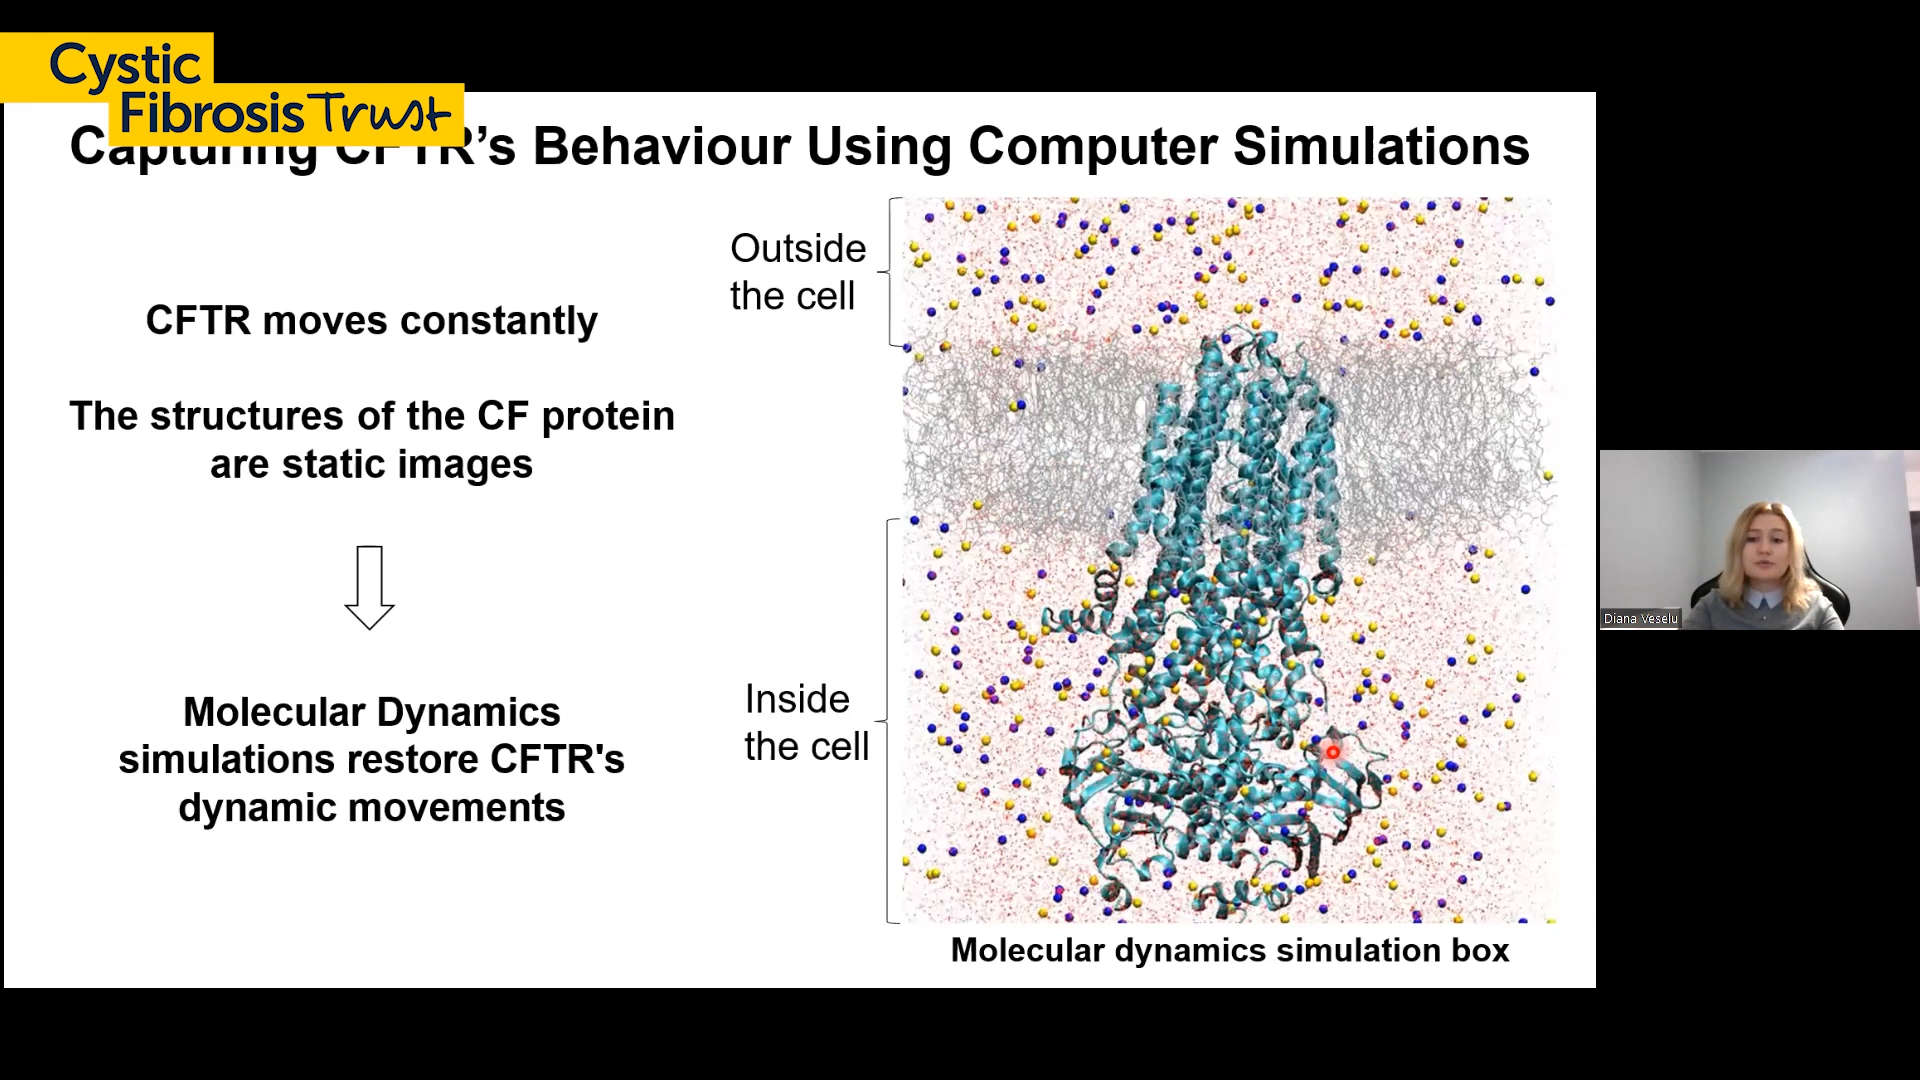 Cystic
Fibrosis Trust
Capturing CFTR's Behaviour Using Computer Simulations
CFTR moves constantly
The structures of the CF protein
are static images
Molecular Dynamics
simulations restore CFTR's
dynamic movements
Outside
the cell
Inside
the cell
Molecular dynamics simulation box
Diana Veselu